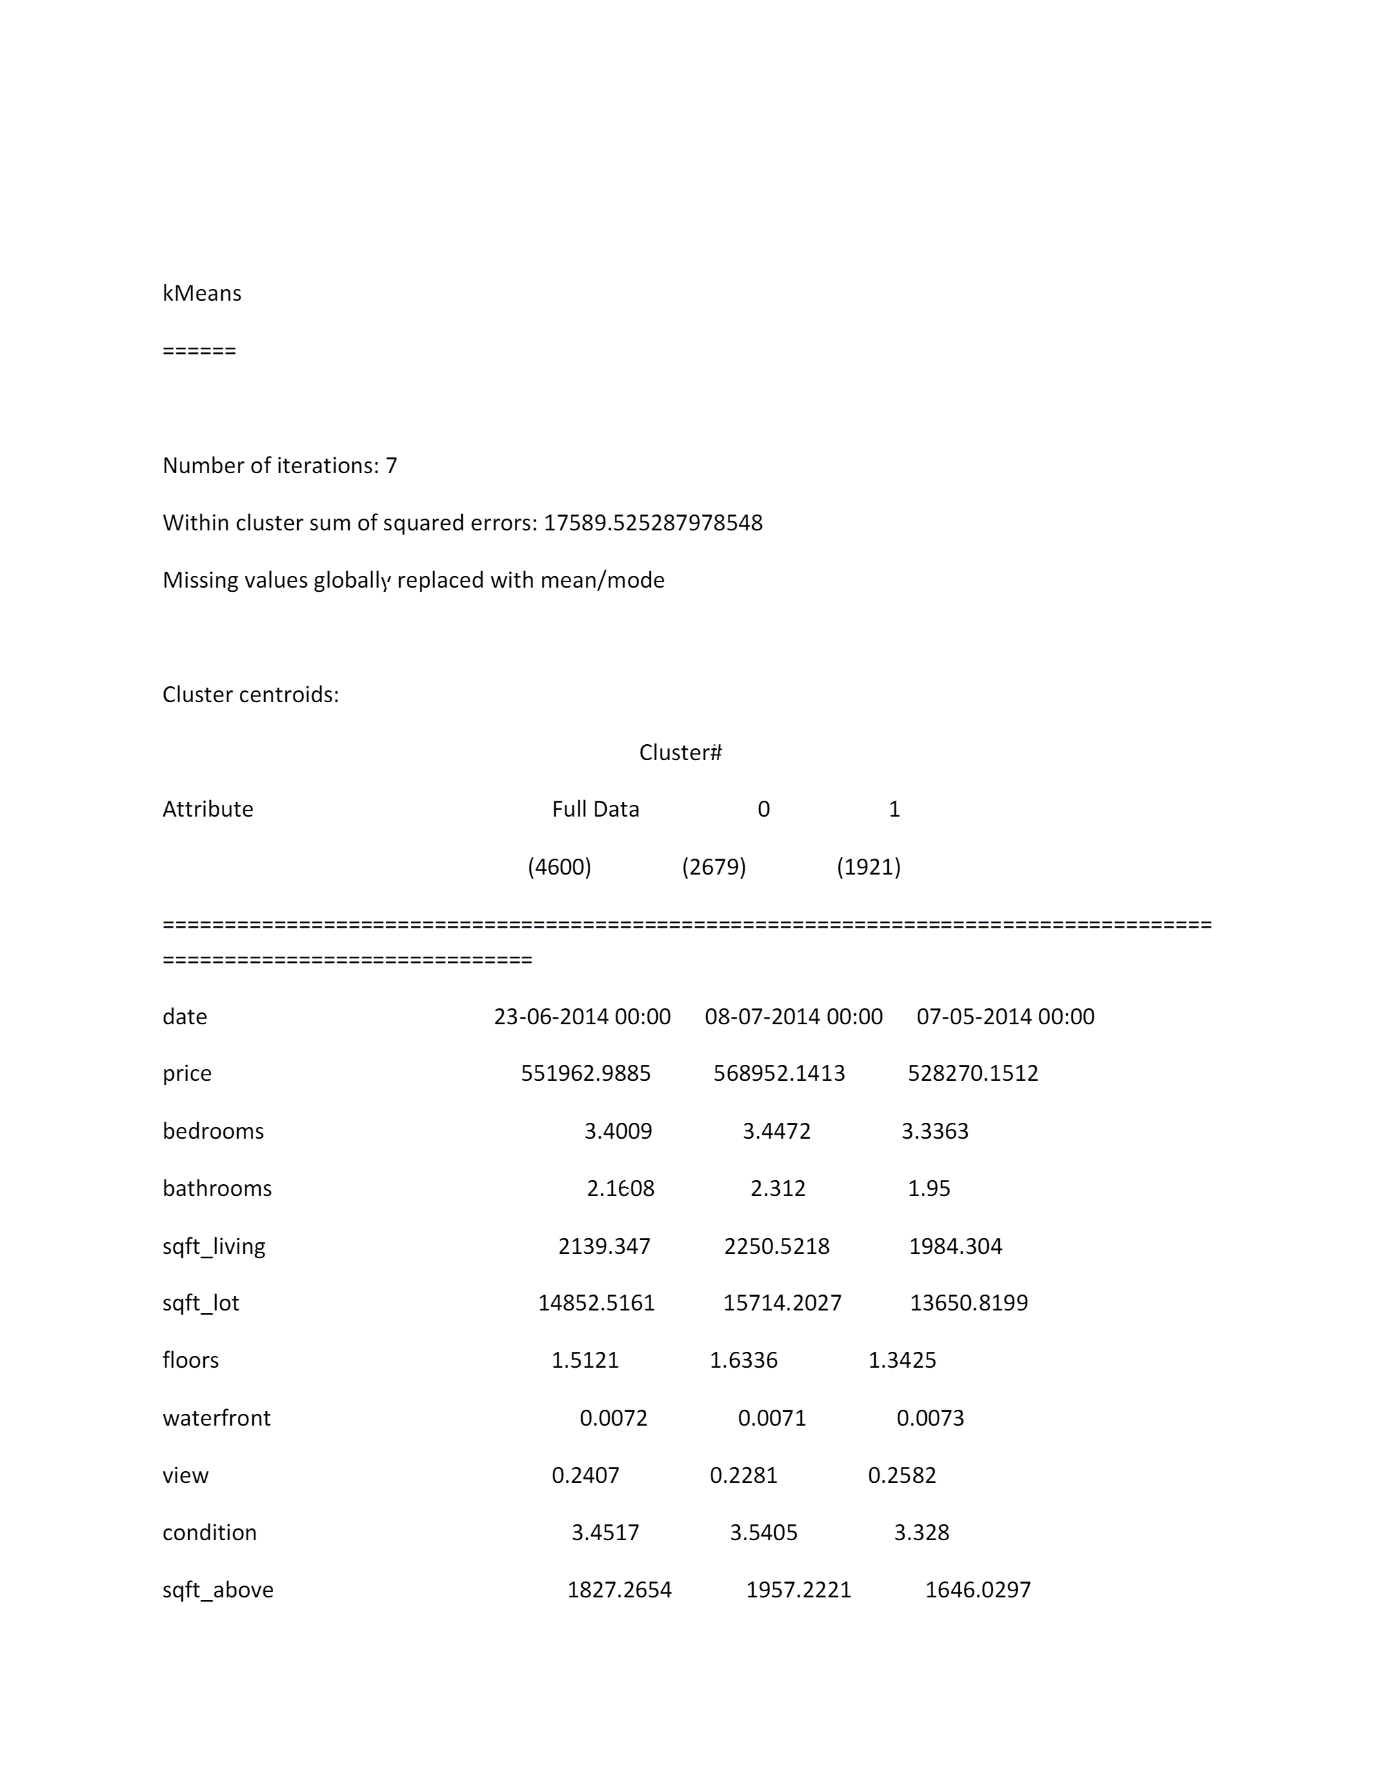 kMeans
======
Number of iterations: 7
Within cluster sum of squared errors: 17589.525287978548
Missing values globally replaced with mean/mode
Cluster centroids:
Cluster#
Attribute Full Data 0 1
(4600) (2679) (1921)
=====================================================================================
==============================
date 23-06-2014 00:00 08-07-2014 00:00 07-05-2014 00:00
price 551962.9885 568952.1413 528270.1512
bedrooms 3.4009 3.4472 3.3363
bathrooms 2.1608 2.312 1.95
sqft_living 2139.347 2250.5218 1984.304
sqft_lot 14852.5161 15714.2027 13650.8199
floors 1.5121 1.6336 1.3425
waterfront 0.0072 0.0071 0.0073
view 0.2407 0.2281 0.2582
condition 3.4517 3.5405 3.328
sqft_above 1827.2654 1957.2221 1646.0297